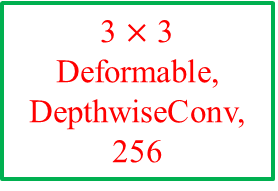 3 × 3
Deformable,
DepthwiseConv,
256